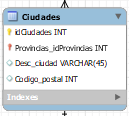 Ciudades
idCiudades INT
Provincias_idProvincias INT
Desc_ciudad VARCHAR(45)
Codigo_postal INT
Indexes